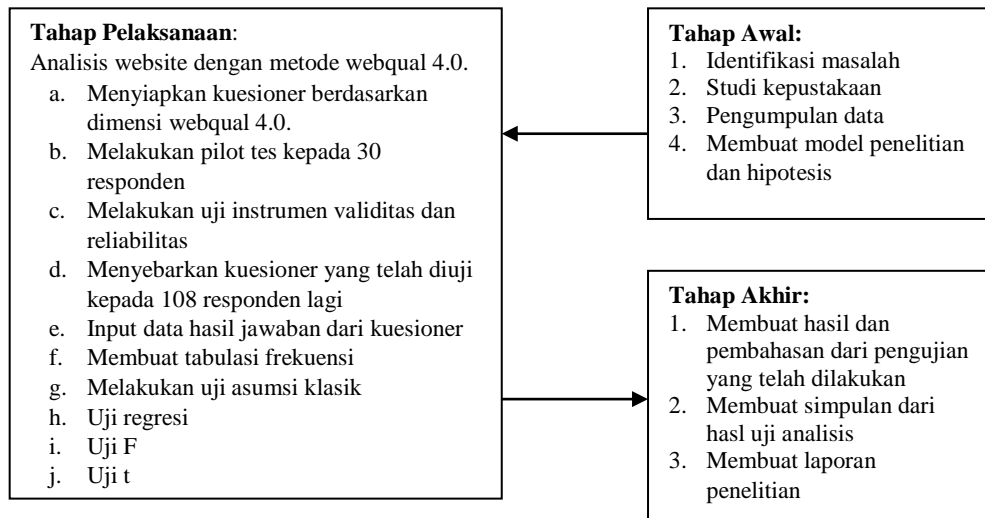 Tahap Pelaksanaan:
Analisis website dengan metode webqual 4.0.
a. Menyiapkan kuesioner berdasarkan
dimensi webqual 4.0.
b. Melakukan pilot tes kepada 30
responden
c. Melakukan uji instrumen validitas dan
reliabilitas
d. Menyebarkan kuesioner yang telah diuji
kepada 108 responden lagi
e. Input data hasil jawaban dari kuesioner
f. Membuat tabulasi frekuensi
g. Melakukan uji asumsi klasik
h. Uji regresi
i. Uji F
j. Uji t
Tahap Awal:
1. Identifikasi masalah
2. Studi kepustakaan
3. Pengumpulan data
4. Membuat model penelitian
dan hipotesis
Tahap Akhir:
1. Membuat hasil dan
pembahasan dari pengujian
yang telah dilakukan
2. Membuat simpulan dari
hasl uji analisis
3. Membuat laporan
penelitian